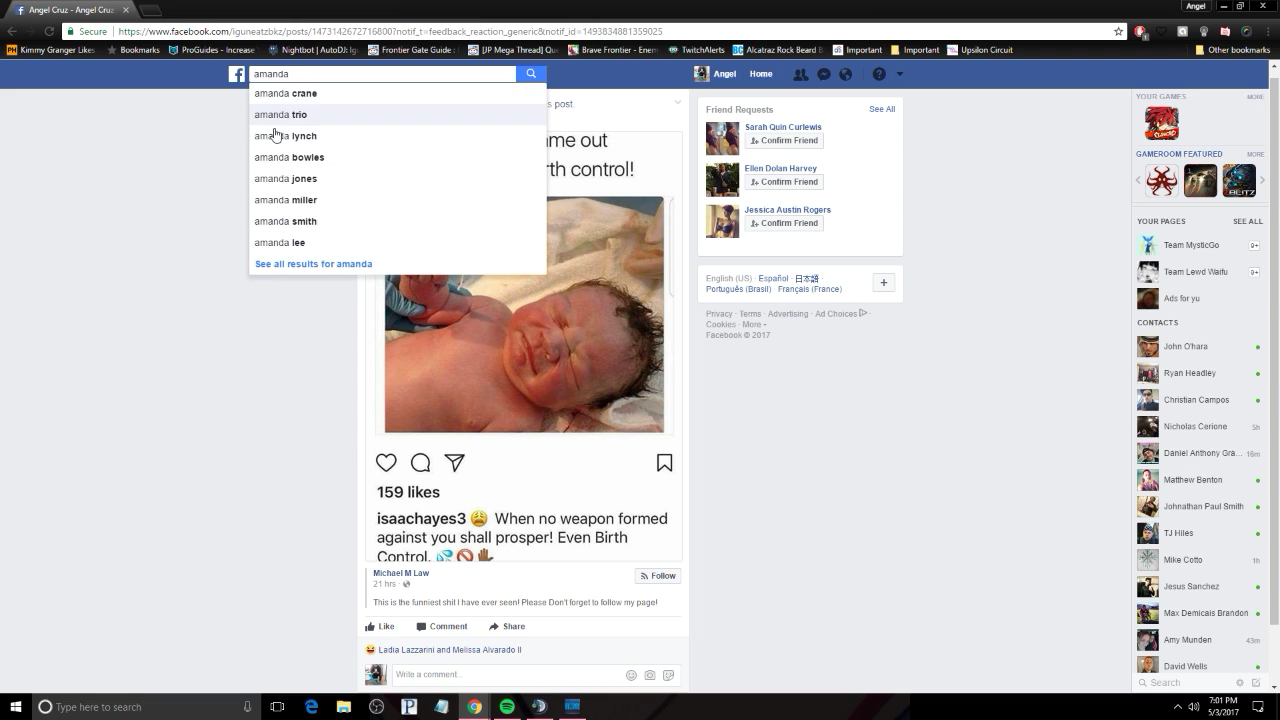 Angel Cruz - Funniest shit
Angel
Secure
https://www.facebook.com/iguneatzbkz/posts/1473142672716800?notif_t=feedback_reaction_generic&notif_id=1493834881359025
Kimmy Granger Likes
Bookmarks
ProGuides - Increase
Nightbot | AutoDJ: Im
Frontier Gate Guide -
Brave Frontier - Enem
TwitchAlerts
Alcatraz Rock Beard B
Important
Important
Upsilon Circuit
Other bookmarks
amanda
Angel
Home
amanda crane
amanda trio
amanda lynch
amanda bowles
amanda jones
amanda miller
amanda smith
amanda lee
See all results for amanda
s post.
me out
th control!
159 likes
isaachayes3 😩 When no weapon formed
against you shall prosper! Even Birth
Control. 💦🚫✋🏾
Michael M Law
21 hrs ·
Follow
This is the funniest shit I have ever seen! Please Don't forget to follow my page!
Like
Comment
Share
Ladia Lazzarini and Melissa Alvarado II
Write a comment...
Friend Requests
See All
Sarah Quin Curlewis
Confirm Friend
Ellen Dolan Harvey
Confirm Friend
Jessica Austin Rogers
Confirm Friend
English (US) · Español · 日本語 ·
Português (Brasil) · Français (France)
+
Privacy · Terms · Advertising · Ad Choices ·
Cookies · More
Facebook © 2017
YOUR GAMES
MORE
GAMEROOM FEATURED
MORE
BLITZ
YOUR PAGES
SEE ALL
Team MysticGo
Team Lewd Waifu
Ads for yu
CONTACTS
John O'hara
Ryan Headley
Christian Campos
Nicholas Cerione
5h
Daniel Anthony Gra...
16m
Matthew Benton
Johnathan Paul Smith
TJ Hiles
Mike Cotto
1h
Jesus Sanchez
Max Demicais Brandon
Amy Munden
43m
David Wells
Search
Type here to search
7:01 PM
5/3/2017